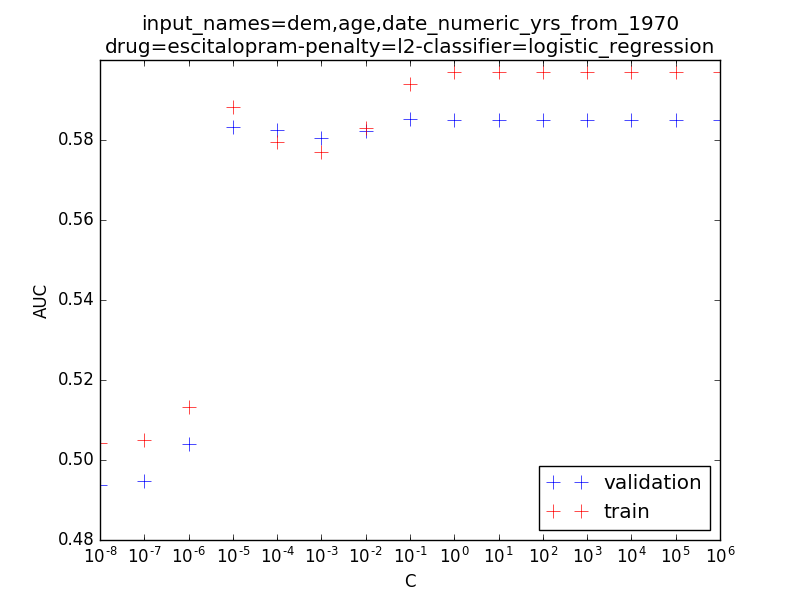 input_names=dem,age,date_numeric_yrs_from_1970
drug=escitalopram-penalty=l2-classifier=logistic_regression
AUC
0.58
0.56
0.54
0.52
0.50
0.48
10^-8 10^-7 10^-6 10^-5 10^-4 10^-3 10^-2 10^-1 10^0 10^1 10^2 10^3 10^4 10^5 10^6
C
validation
train